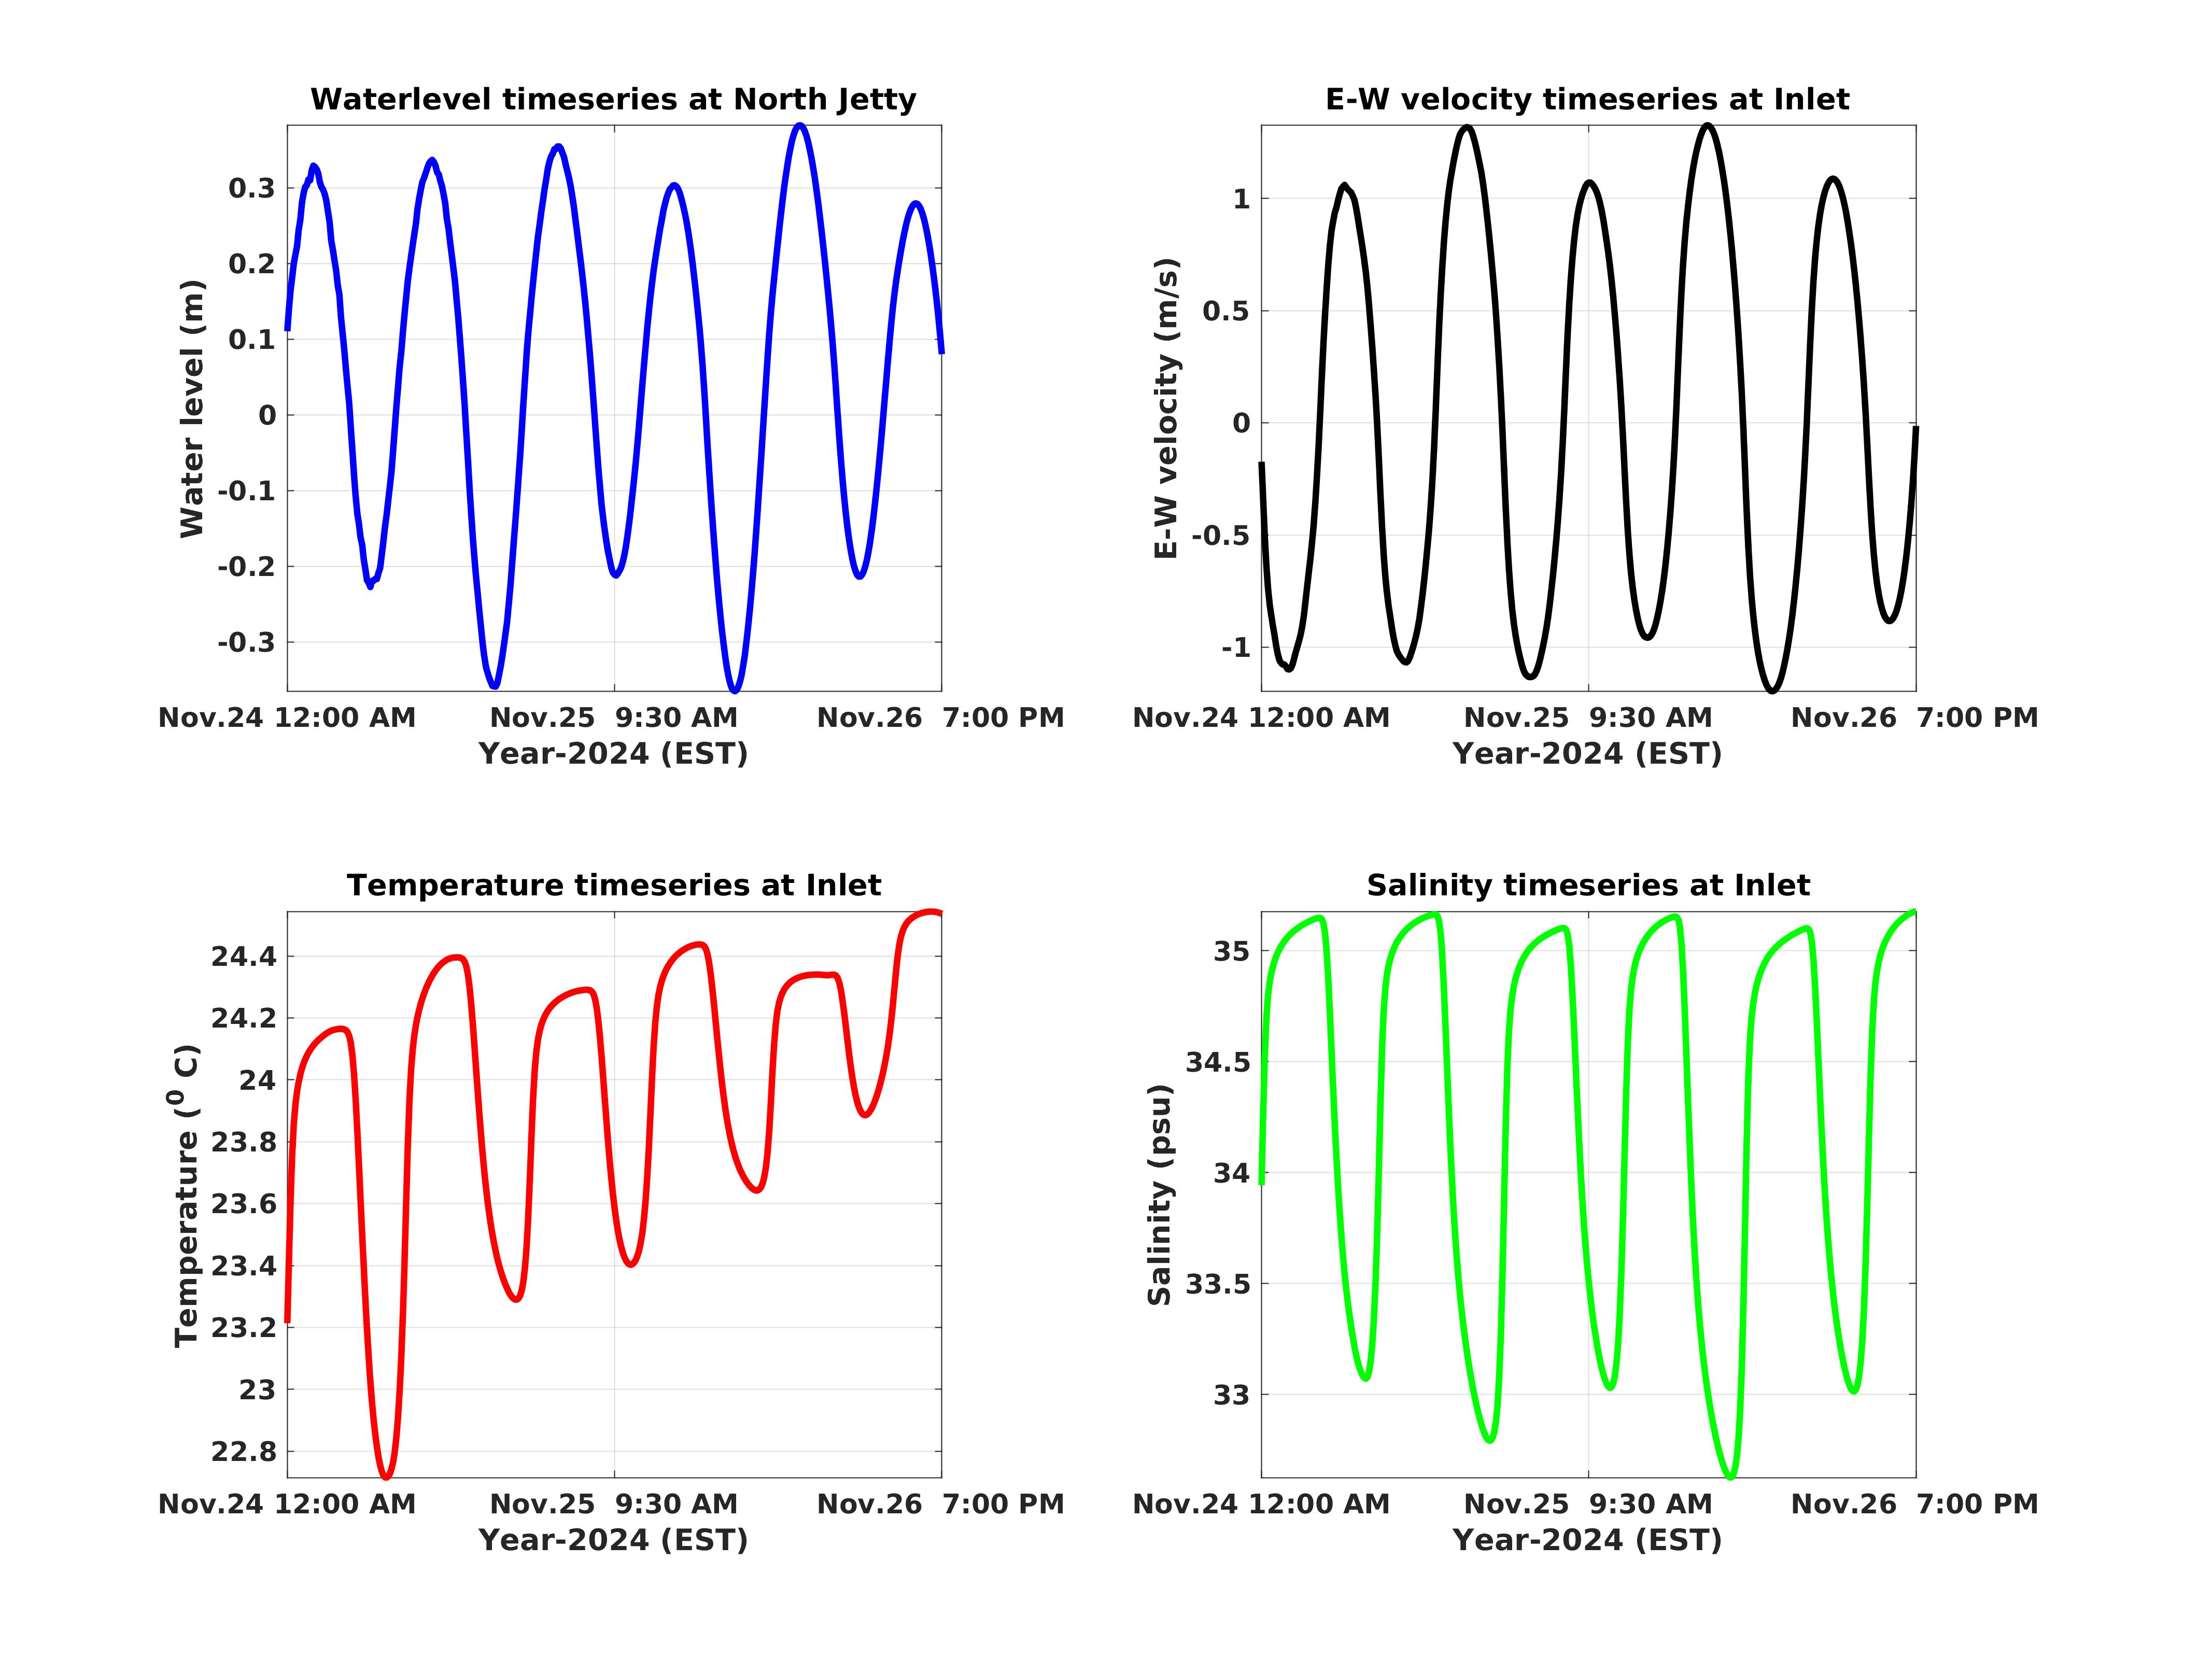 Waterlevel timeseries at North Jetty
Water level (m)
0.3
0.2
0.1
0
-0.1
-0.2
-0.3
Nov.24 12:00 AM
Nov.25 9:30 AM
Nov.26 7:00 PM
Year-2024 (EST)
E-W velocity timeseries at Inlet
E-W velocity (m/s)
1
0.5
0
-0.5
-1
Nov.24 12:00 AM
Nov.25 9:30 AM
Nov.26 7:00 PM
Year-2024 (EST)
Temperature timeseries at Inlet
Temperature (⁰ C)
24.4
24.2
24
23.8
23.6
23.4
23.2
23
22.8
Nov.24 12:00 AM
Nov.25 9:30 AM
Nov.26 7:00 PM
Year-2024 (EST)
Salinity timeseries at Inlet
Salinity (psu)
35
34.5
34
33.5
33
Nov.24 12:00 AM
Nov.25 9:30 AM
Nov.26 7:00 PM
Year-2024 (EST)